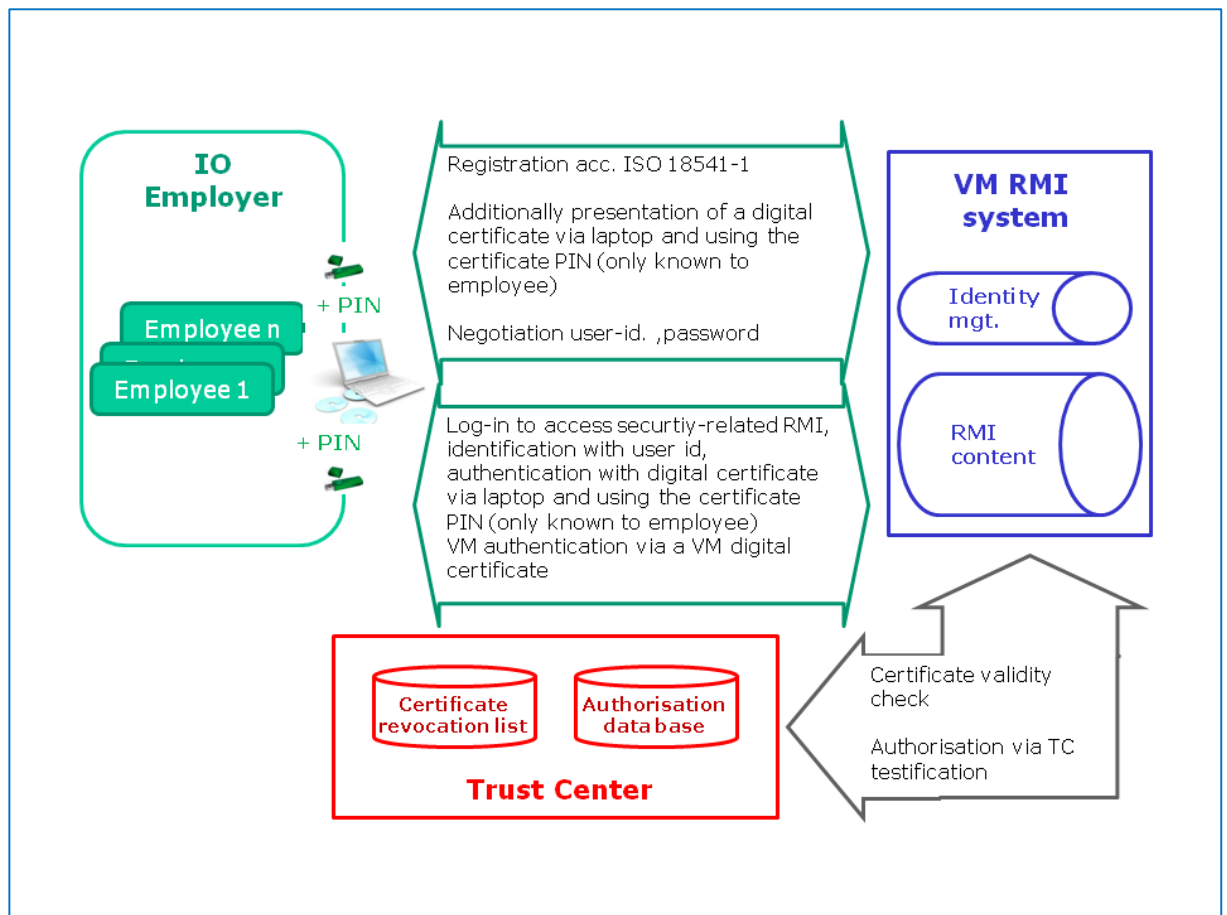 IO
Employer
+ PIN
Employee n
Employee 1
+ PIN
Registration acc. ISO 18541-1
Additionally presentation of a digital
certificate via laptop and using the
certificate PIN (only known to
employee)
Negotiation user-id. ,password
Log-in to access securtiy-related RMI,
identification with user id,
authentication with digital certificate
via laptop and using the certificate
PIN (only known to employee)
VM authentication via a VM digital
certificate
VM RMI
system
Identity
mgt.
RMI
content
Certificate
revocation list
Authorisation
database
Trust Center
Certificate validity
check
Authorisation via TC
testification